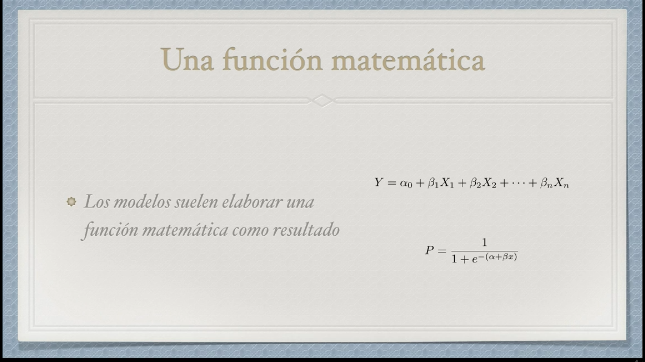 Una función matemática
Los modelos suelen elaborar una
función matemática como resultado
Y = α₀ + β₁X₁ + β₂X₂ + · · · + βₙXₙ
P = 1 / (1 + e^−(α+βx))